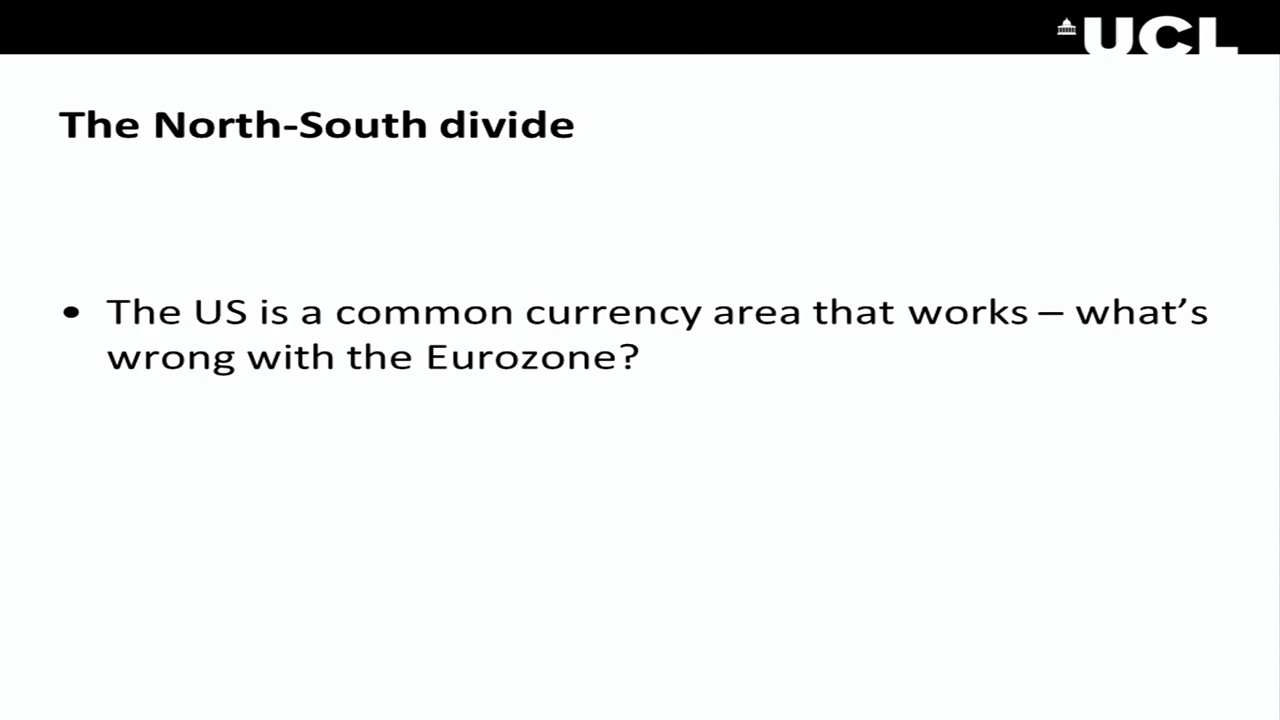 UCL
The North-South divide
• The US is a common currency area that works – what’s
wrong with the Eurozone?